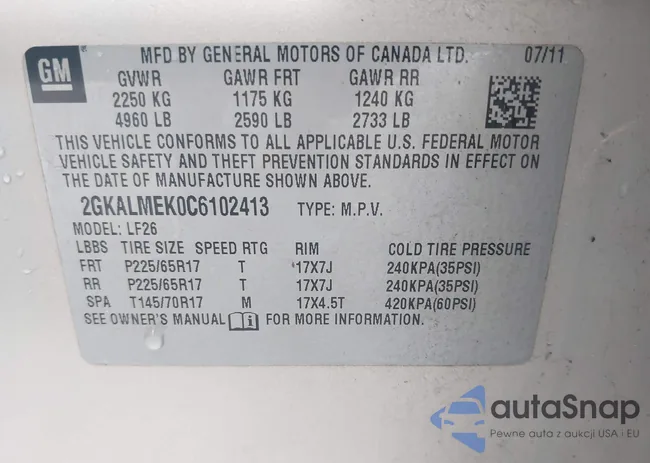 GM
MFD BY GENERAL MOTORS OF CANADA LTD. 07/11
GVWR GAWR FRT GAWR RR
2250 KG 1175 KG 1240 KG
4960 LB 2590 LB 2733 LB
THIS VEHICLE CONFORMS TO ALL APPLICABLE U.S. FEDERAL MOTOR
VEHICLE SAFETY AND THEFT PREVENTION STANDARDS IN EFFECT ON
THE DATE OF MANUFACTURE SHOWN ABOVE.
2GKALMEK0C6102413 TYPE: M.P.V.
MODEL: LF26
LBBS TIRE SIZE SPEED RTG RIM COLD TIRE PRESSURE
FRT P225/65R17 T 17X7J 240KPA(35PSI)
RR P225/65R17 T 17X7J 240KPA(35PSI)
SPA T145/70R17 M 17X4.5T 420KPA(60PSI)
SEE OWNER'S MANUAL FOR MORE INFORMATION.
autaSnap
Pewne auta z aukcji USA i EU